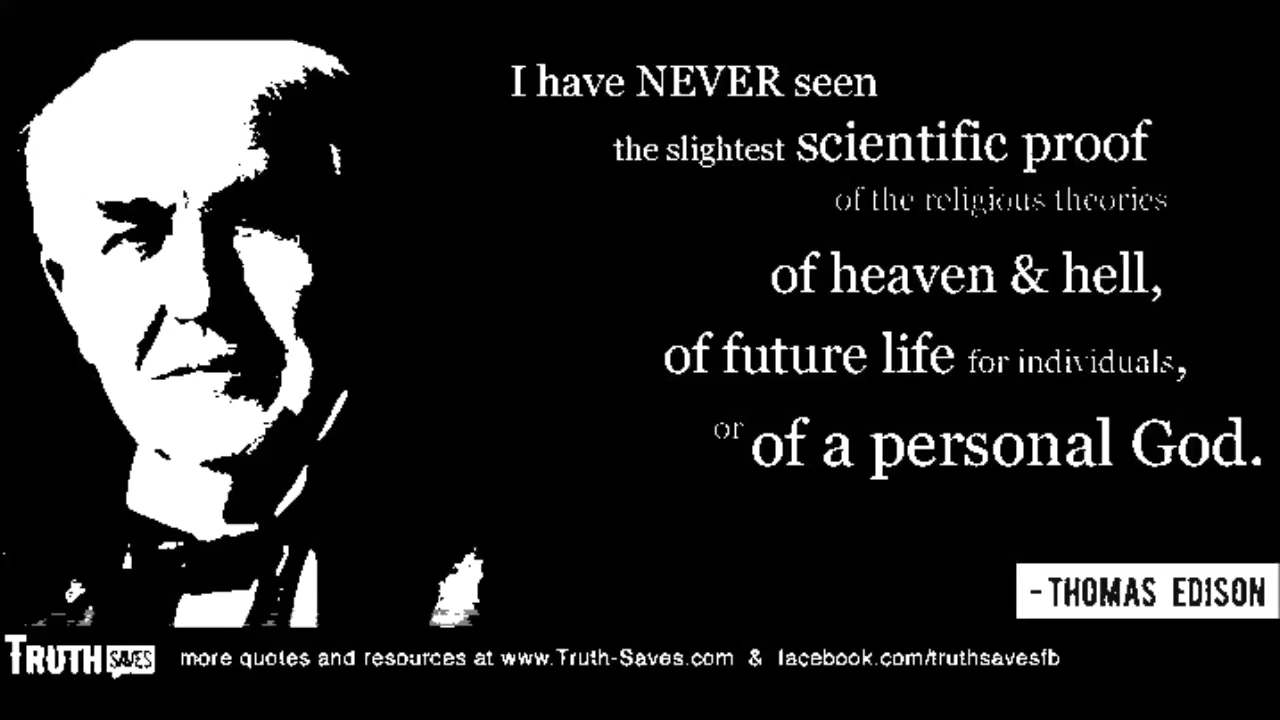 I have NEVER seen
the slightest scientific proof
of the religious theories
of heaven & hell,
of future life for individuals,
or of a personal God.
- THOMAS EDISON
TRUTH SAVES more quotes and resources at www.Truth-Saves.com & facebook.com/truthsavesfb